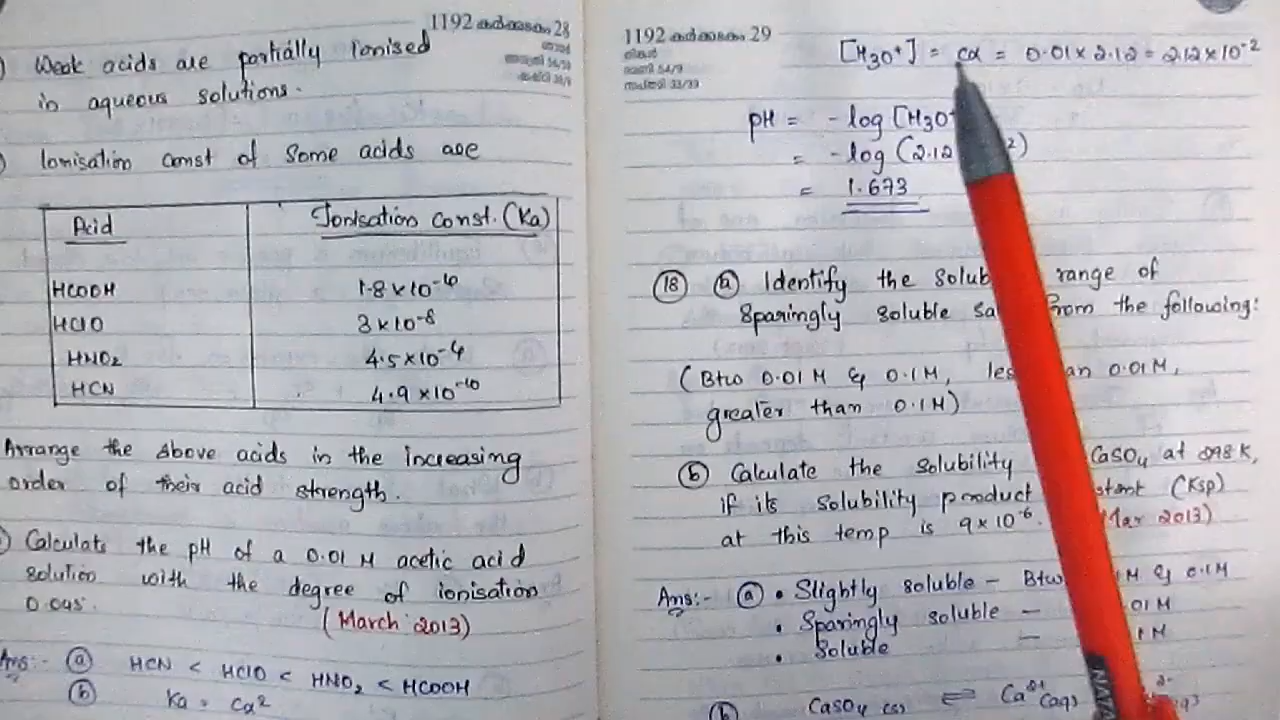 1192 കർക്കടകം 28
Weak acids are partially ionised
in aqueous solutions.
Ionisation const of some acids are
Acid Ionisation const. (Ka)
HCOOH 1.8 x 10⁻⁴
HClO 3 x 10⁻⁸
HNO₂ 4.5 x 10⁻⁴
HCN 4.9 x 10⁻¹⁰
Arrange the above acids in the increasing
order of their acid strength.
Calculate the pH of a 0.01 M acetic acid
solution with the degree of ionisation
0.045.
(March 2013)
Ans:- (a) HCN < HClO < HNO₂ < HCOOH
(b) Ka = Cα²
1192 കർക്കടകം 29
[H₃O⁺] = cα = 0.01 x 2.12 = 2.12 x 10⁻²
pH = -log [H₃O⁺
= -log (2.12 ²)
= 1.673
(18) (a) Identify the solub range of
Sparingly soluble sa from the following:
(Btw 0.01 M & 0.1 M, les an 0.01 M,
greater than 0.1 M)
(b) Calculate the solubility CaSO₄ at 298 K,
if its solubility product stant (Ksp)
at this temp is 9 x 10⁻⁶. Mar 2013)
Ans:- (a) • Slightly soluble - Btw M & 0.1 M
• Sparingly soluble - 01 M
• Soluble - 1 M
(b) CaSO₄ (s) ⇌ Ca²⁺(aq)